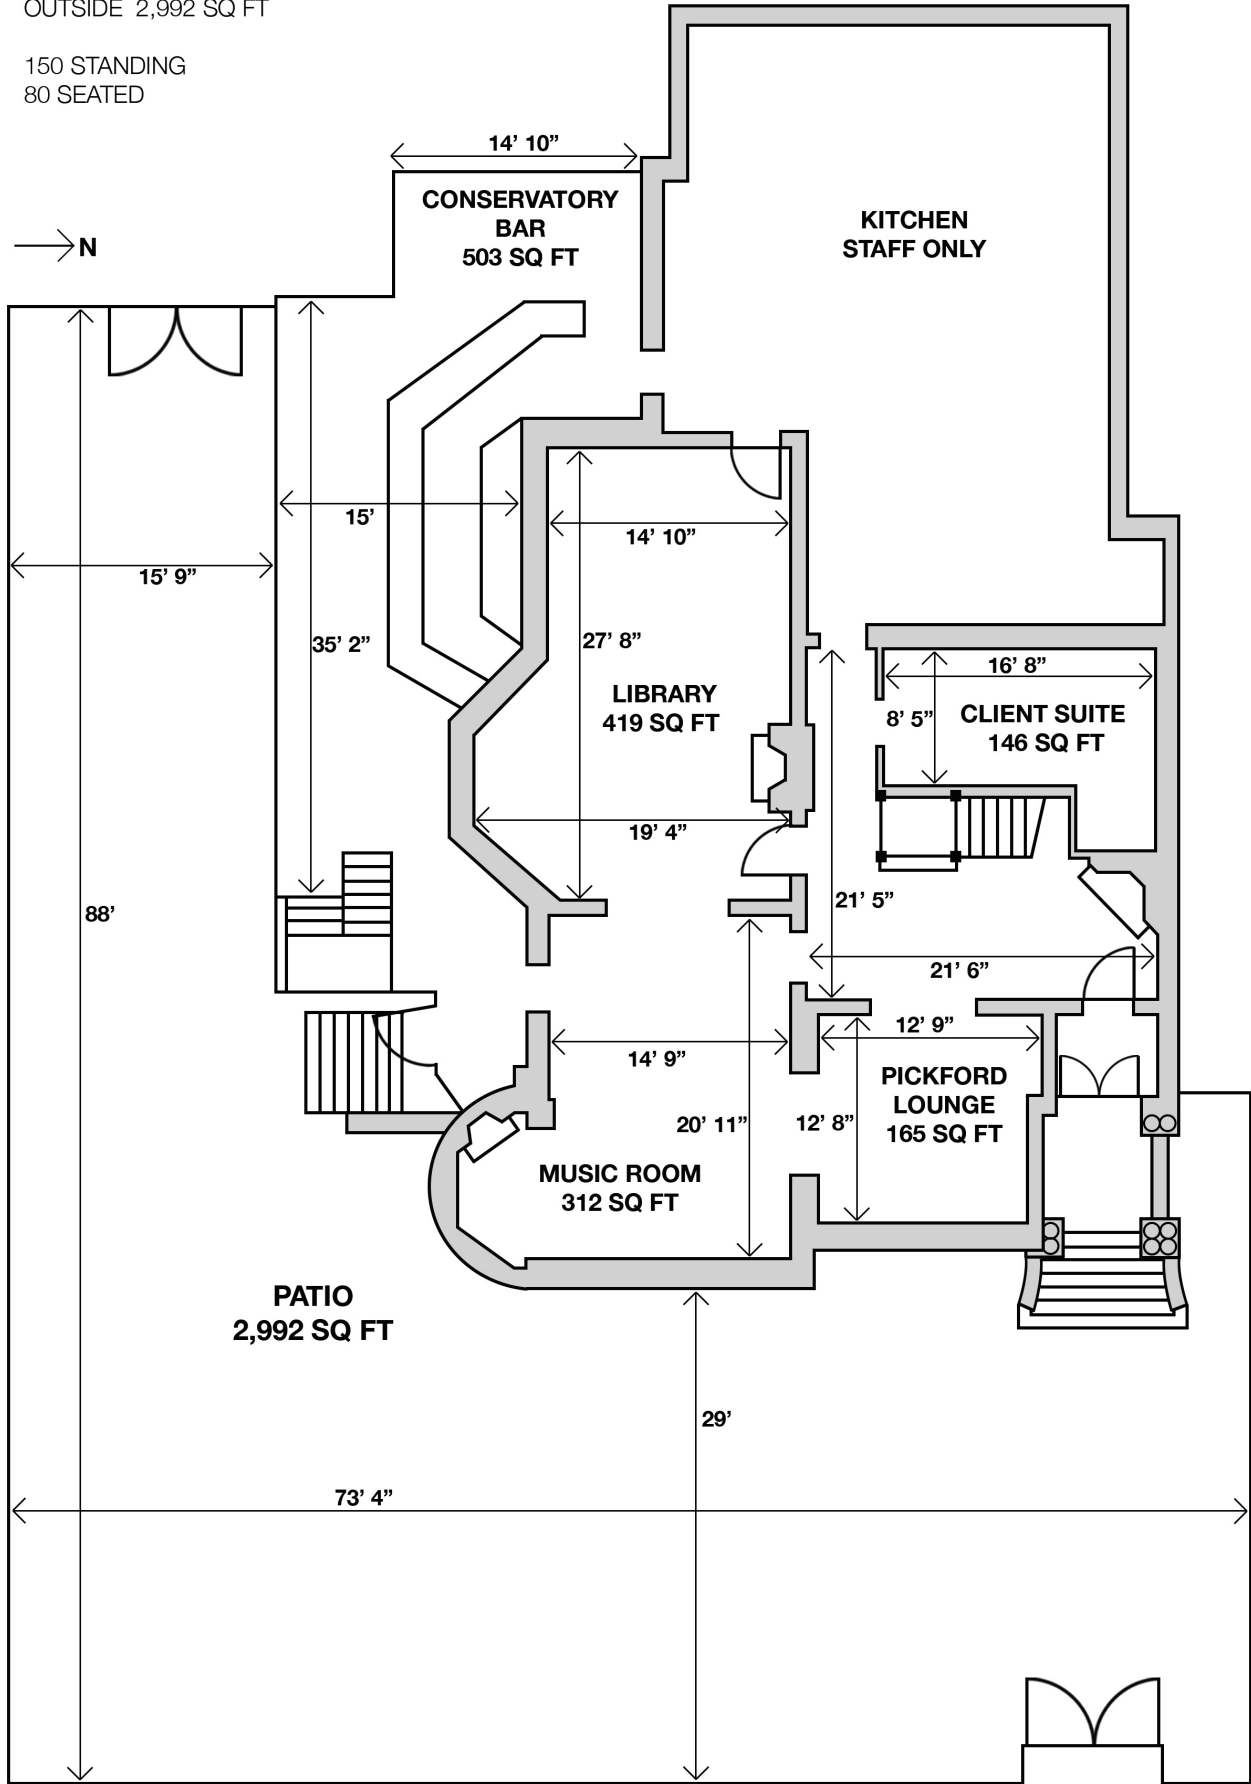 OUTSIDE 2,992 SQ FT
150 STANDING
80 SEATED
14’ 10”
CONSERVATORY
BAR
503 SQ FT
KITCHEN
STAFF ONLY
N
15’
14’ 10”
15’ 9”
35’ 2”
27’ 8”
LIBRARY
419 SQ FT
16’ 8”
8’ 5”
CLIENT SUITE
146 SQ FT
19’ 4”
88’
21’ 5”
21’ 6”
14’ 9”
12’ 9”
PICKFORD
LOUNGE
165 SQ FT
20’ 11”
12’ 8”
MUSIC ROOM
312 SQ FT
PATIO
2,992 SQ FT
29’
73’ 4”